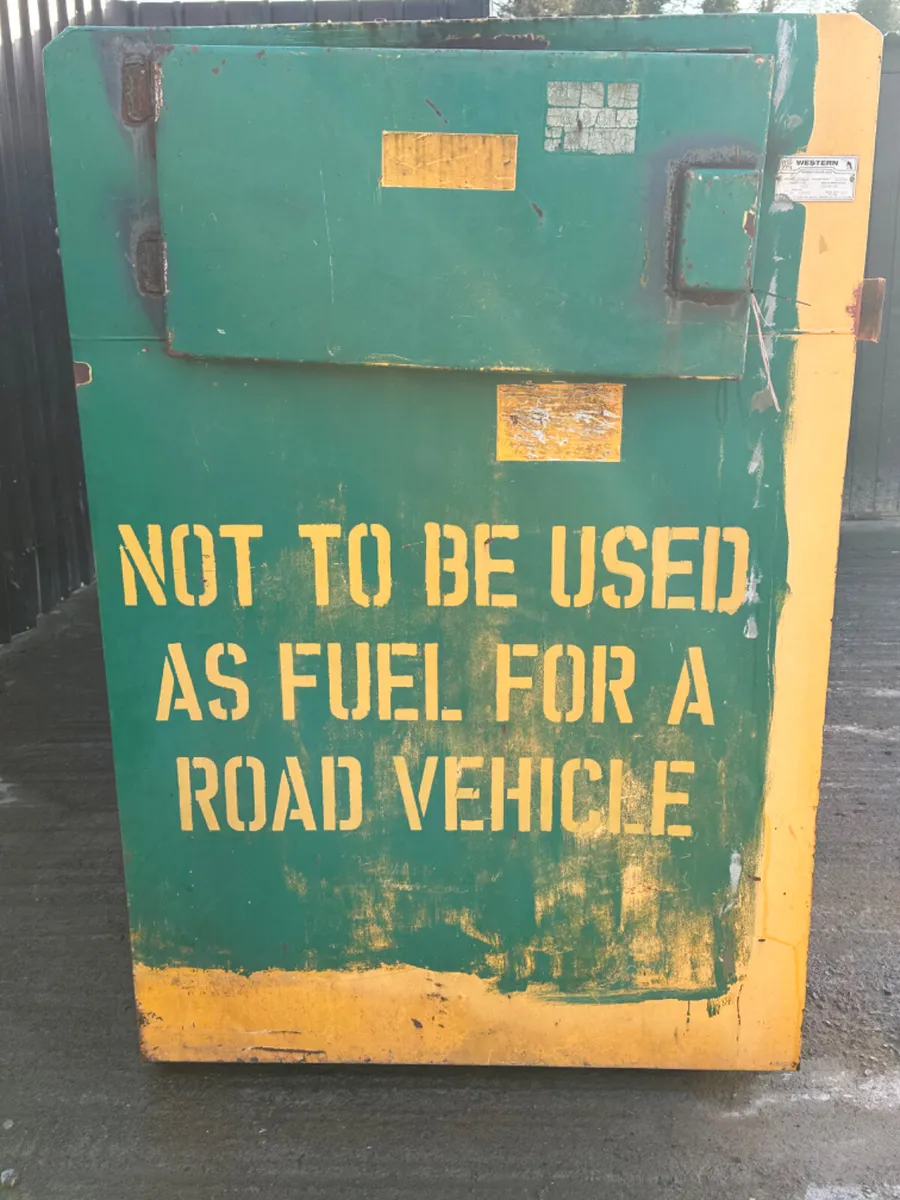 WESTERN
NOT TO BE USED
AS FUEL FOR A
ROAD VEHICLE